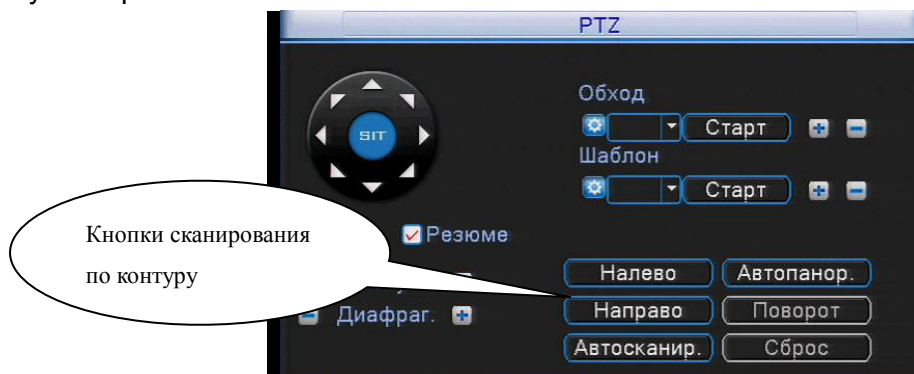 PTZ
Обход
SIT
Старт
Шаблон
Старт
Кнопки сканирования
по контуру
Резюме
Налево Автопанор.
Диафраг. Направо Поворот
Автосканир. Сброс